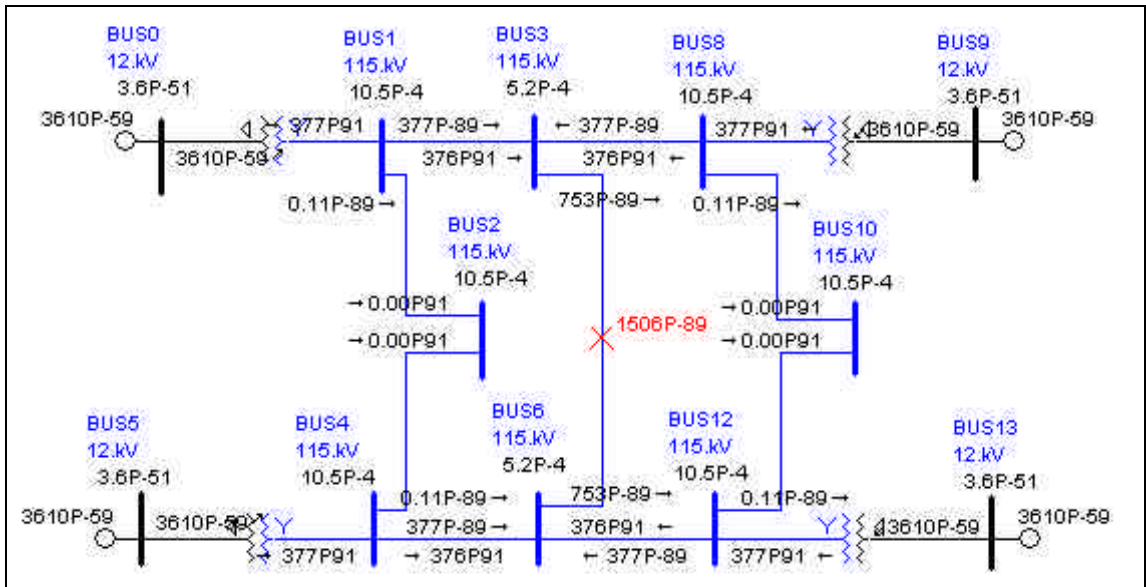 BUS0
12.kV
3.6P-51
BUS1
115.kV
10.5P-4
BUS3
115.kV
5.2P-4
BUS8
115.kV
10.5P-4
BUS9
12.kV
3.6P-51
3610P-59
3610P-59
377P91
377P-89→
←377P-89
377P91
3610P-59
3610P-59
376P91 →
376P91 ←
0.11P-89→
753P-89→
0.11P-89→
BUS2
115.kV
10.5P-4
BUS10
115.kV
10.5P-4
→0.00P91
→0.00P91
→0.00P91
→0.00P91
1506P-89
BUS5
12.kV
3.6P-51
BUS4
115.kV
10.5P-4
BUS6
115.kV
5.2P-4
BUS12
115.kV
10.5P-4
BUS13
12.kV
3.6P-51
0.11P-89→
753P-89→
0.11P-89→
3610P-59
3610P-59
Y
377P-89→
376P91 ←
Y
3610P-59
3610P-59
→377P91
→376P91
←377P-89
377P91 ←